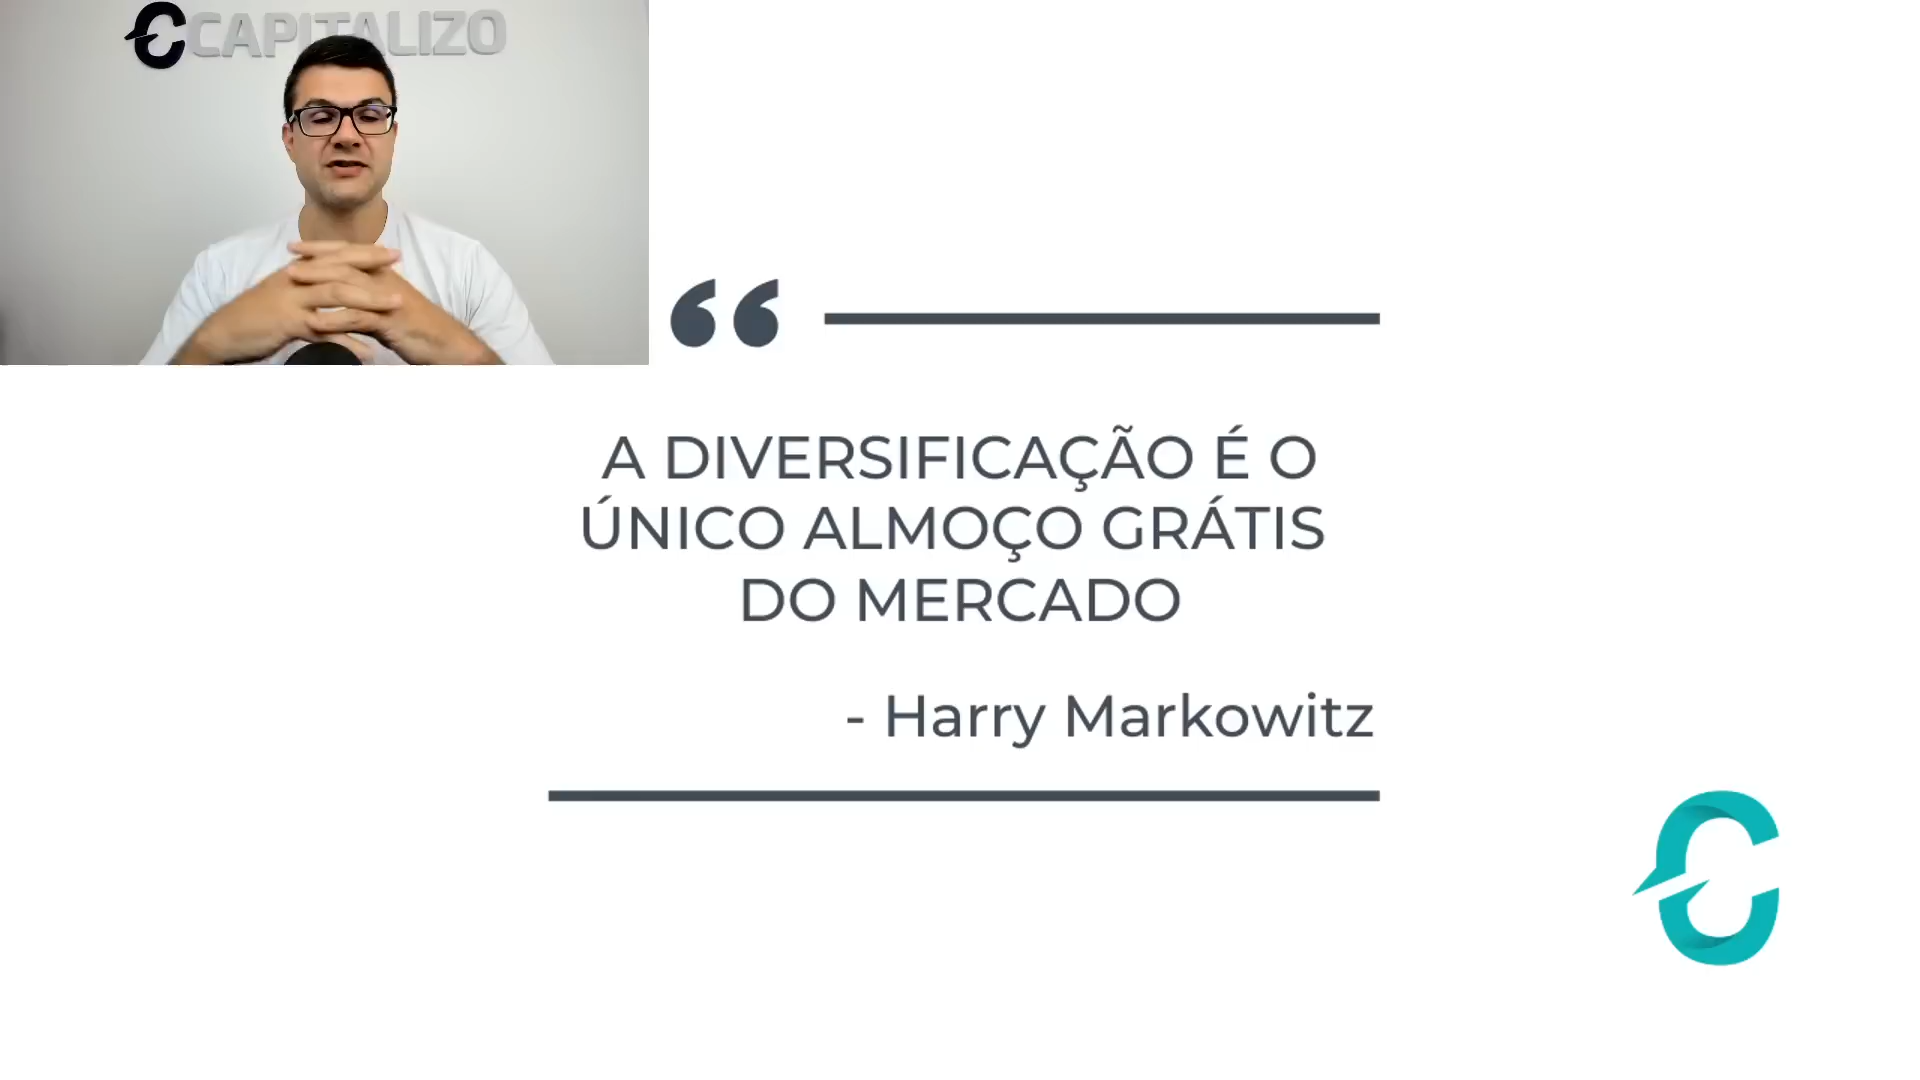 CAPITALIZO
“
A DIVERSIFICAÇÃO É O
ÚNICO ALMOÇO GRÁTIS
DO MERCADO
- Harry Markowitz